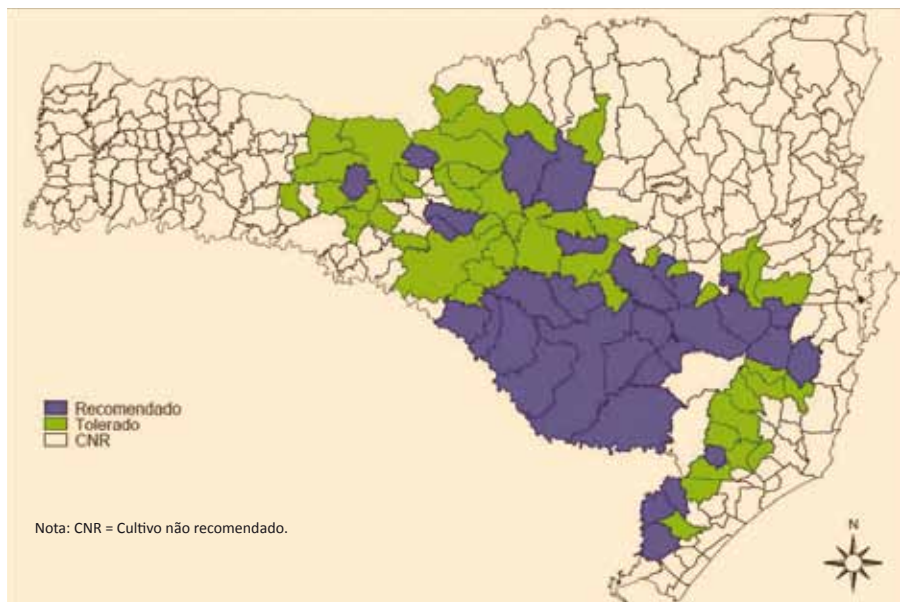 Recomendado
Tolerado
CNR
Nota: CNR = Cultivo não recomendado.
N